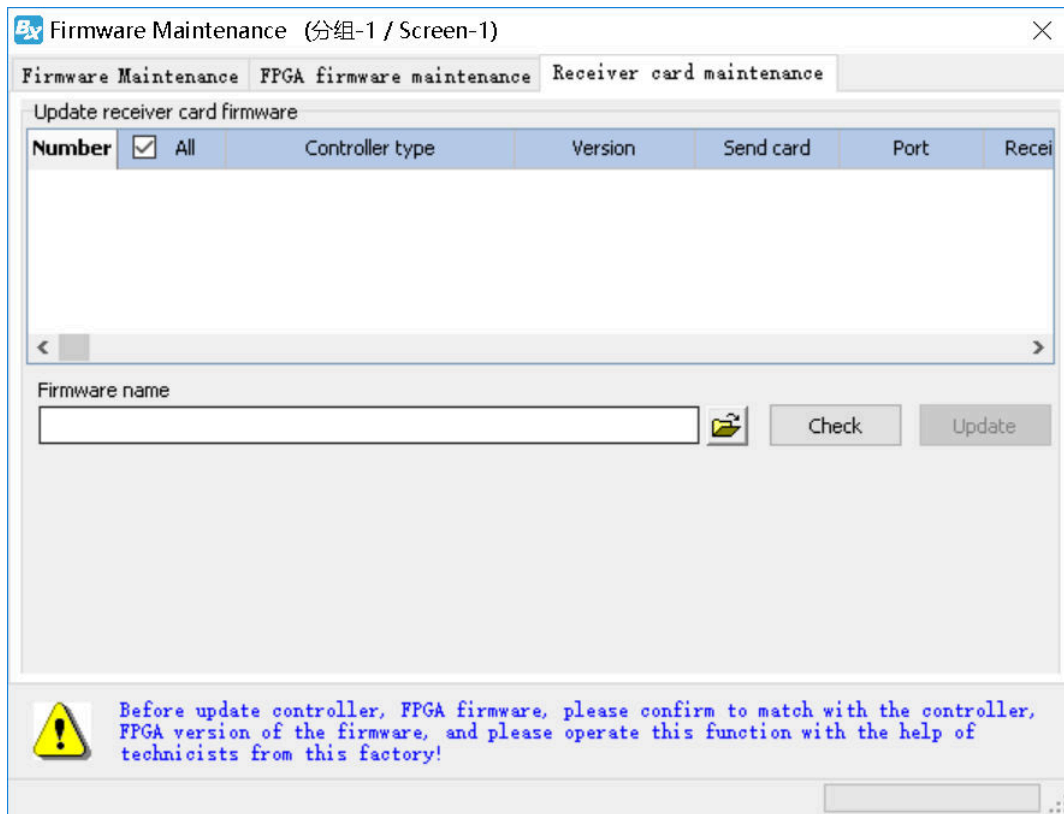 BX Firmware Maintenance (分组-1 / Screen-1)
Firmware Maintenance FPGA firmware maintenance Receiver card maintenance
Update receiver card firmware
Number All Controller type Version Send card Port Recei
Firmware name
Check Update
Before update controller, FPGA firmware, please confirm to match with the controller,
FPGA version of the firmware, and please operate this function with the help of
technicists from this factory!